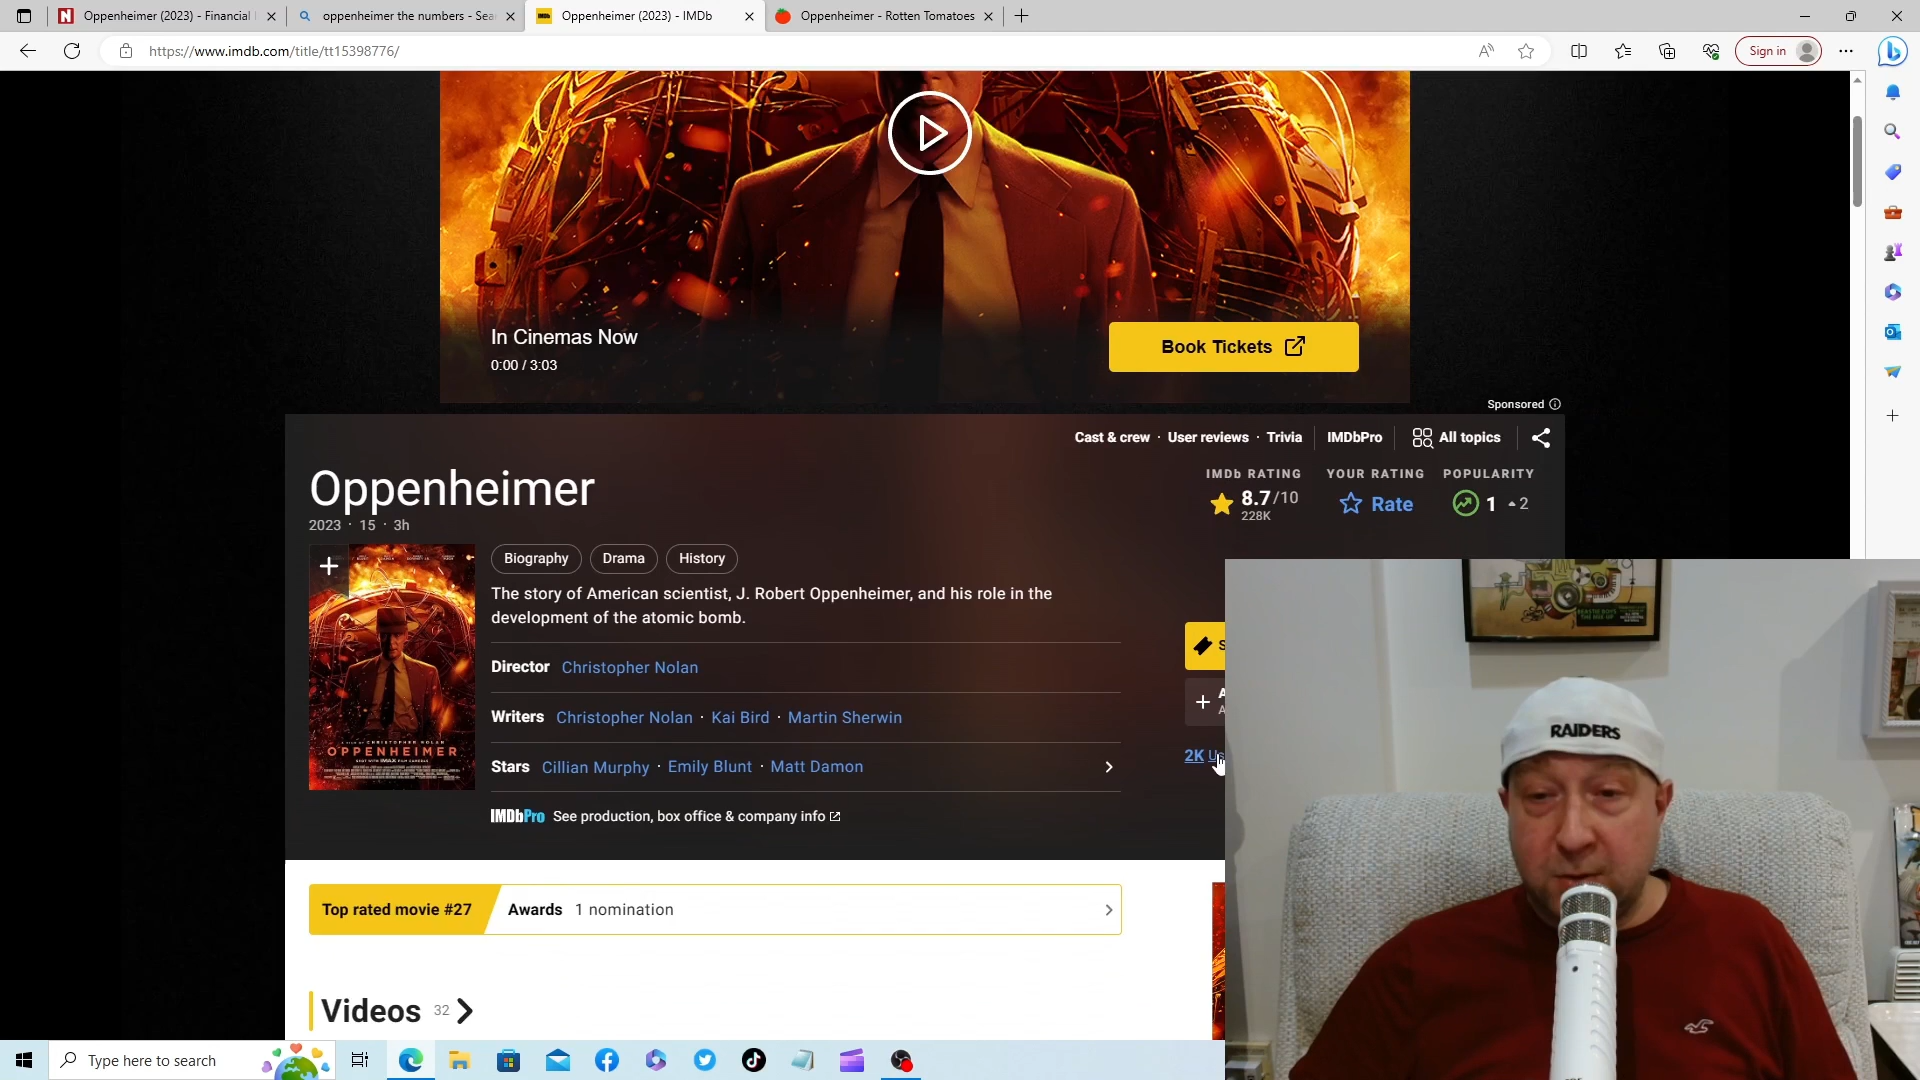 Oppenheimer (2023) - Financial
oppenheimer the numbers - Sea
Oppenheimer (2023) - IMDb
Oppenheimer - Rotten Tomatoes
https://www.imdb.com/title/tt15398776/
Sign in
In Cinemas Now
0:00 / 3:03
Book Tickets
Sponsored
Cast & crew · User reviews · Trivia
IMDbPro
All topics
Oppenheimer
2023 · 15 · 3h
IMDb RATING
8.7/10
228K
YOUR RATING
Rate
POPULARITY
1
2
Biography
Drama
History
The story of American scientist, J. Robert Oppenheimer, and his role in the
development of the atomic bomb.
Director Christopher Nolan
Writers Christopher Nolan · Kai Bird · Martin Sherwin
Stars Cillian Murphy · Emily Blunt · Matt Damon
IMDbPro See production, box office & company info
OPPENHEIMER
2K
RAIDERS
Top rated movie #27
Awards 1 nomination
Videos 32
Type here to search